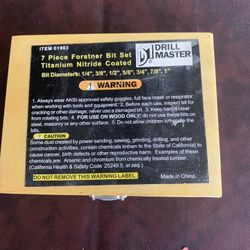 ITEM 01903
7 Piece Forstner Bit Set
Titanium Nitride Coated
Bit Diameters: 1/4", 3/8", 1/2", 5/8", 3/4", 7/8", 1"
DRILL
MASTER
WARNING
1. Always wear ANSI approved safety goggles, full face mask or respirator
when working with tools and equipment. 2. Before each use, inspect bit for
cracking or other damage; never use a damaged bit. 3. Keep hands clear
from rotating bits. 4. FOR USE ON WOOD ONLY; do not use these bits on
steel, masonry or any other surface. 5. Do not allow children to handle the
bits.
CAUTION
Some dust created by power sawing, sanding, grinding, drilling, and other
construction activities, contain chemicals known to the State of California] to
cause cancer, birth defects or other reproductive harm. Examples of these
chemicals are: Arsenic and chromium from chemically treated lumber.
(California Health & Safety Code 25249.5, et seq.)
Made in China.